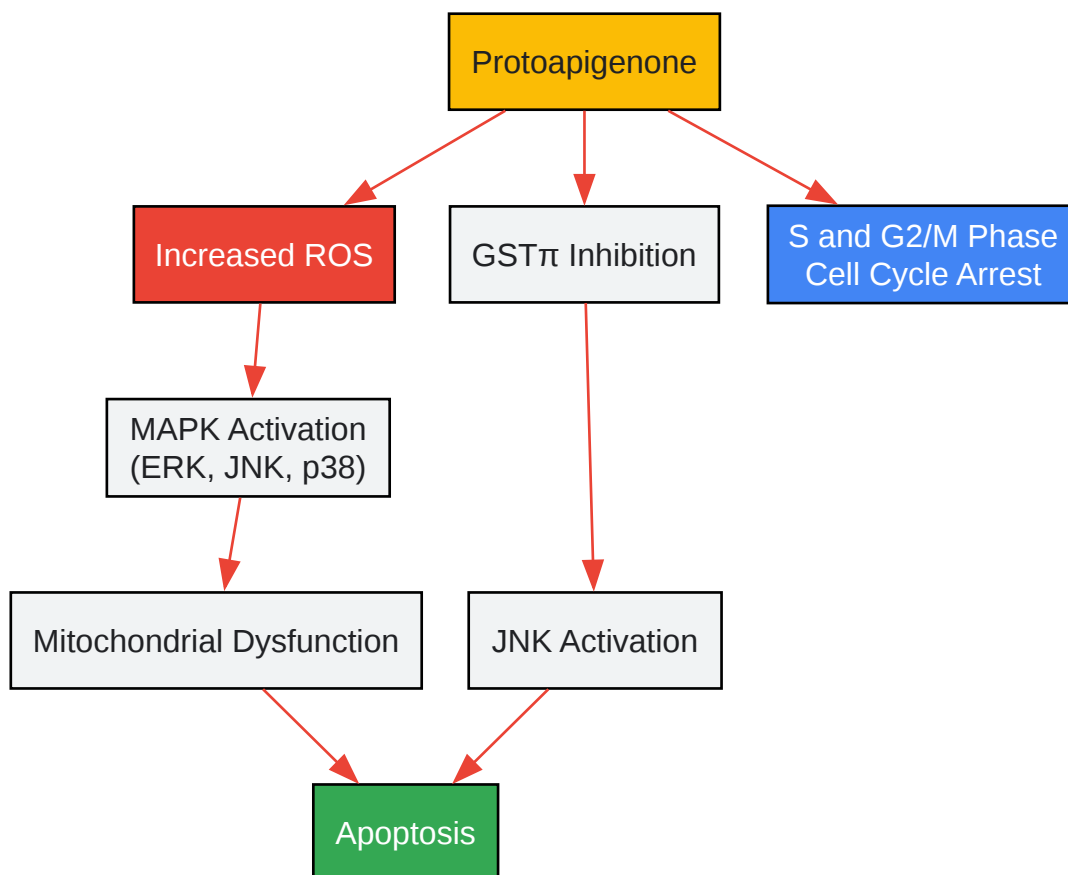 Protoapigenone
Increased ROS
GSTπ Inhibition
S and G2/M Phase
Cell Cycle Arrest
MAPK Activation
(ERK, JNK, p38)
Mitochondrial Dysfunction
JNK Activation
Apoptosis